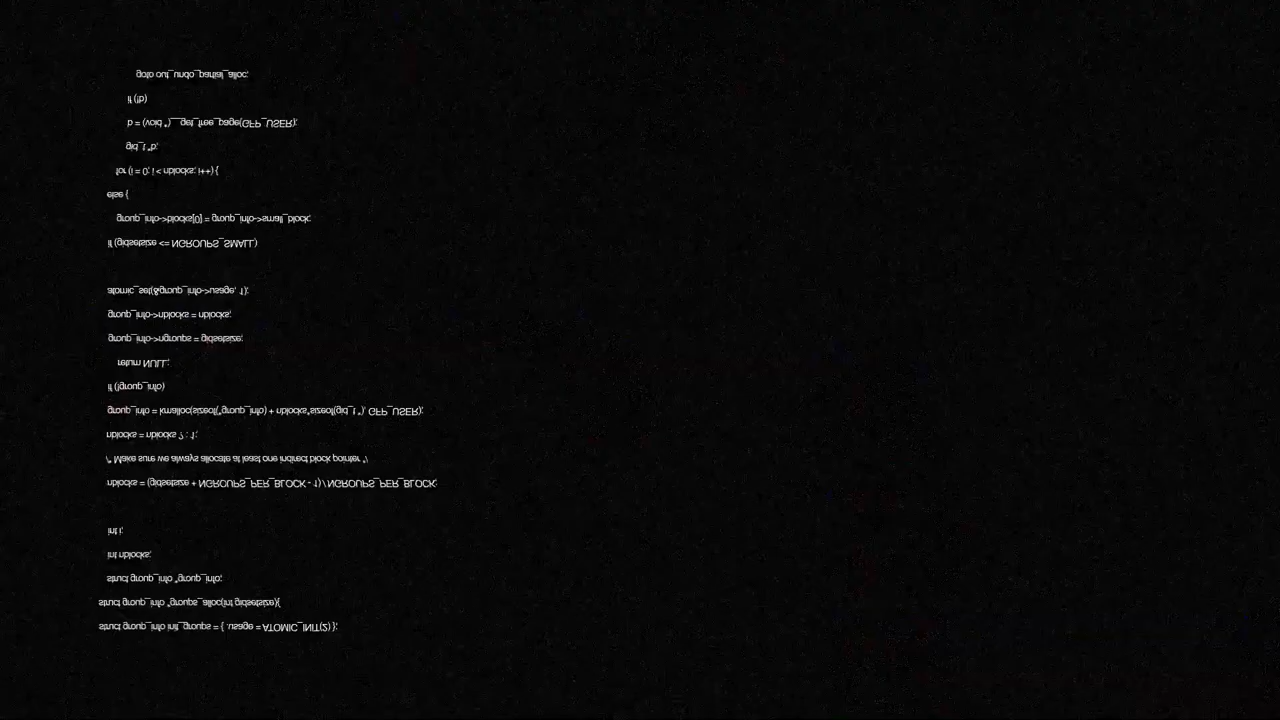 struct group_info init_groups = { .usage = ATOMIC_INIT(2) };
struct group_info *groups_alloc(int gidsetsize){
struct group_info *group_info;
int nblocks;
int i;
nblocks = (gidsetsize + NGROUPS_PER_BLOCK - 1) / NGROUPS_PER_BLOCK;
/* Make sure we always allocate at least one indirect block pointer */
nblocks = nblocks ? : 1;
group_info = kmalloc(sizeof(*group_info) + nblocks*sizeof(gid_t *), GFP_USER);
if (!group_info)
return NULL;
group_info->ngroups = gidsetsize;
group_info->nblocks = nblocks;
atomic_set(&group_info->usage, 1);
if (gidsetsize <= NGROUPS_SMALL)
group_info->blocks[0] = group_info->small_block;
else {
for (i = 0; i < nblocks; i++) {
gid_t *b;
b = (void *)__get_free_page(GFP_USER);
if (!b)
goto out_undo_partial_alloc;